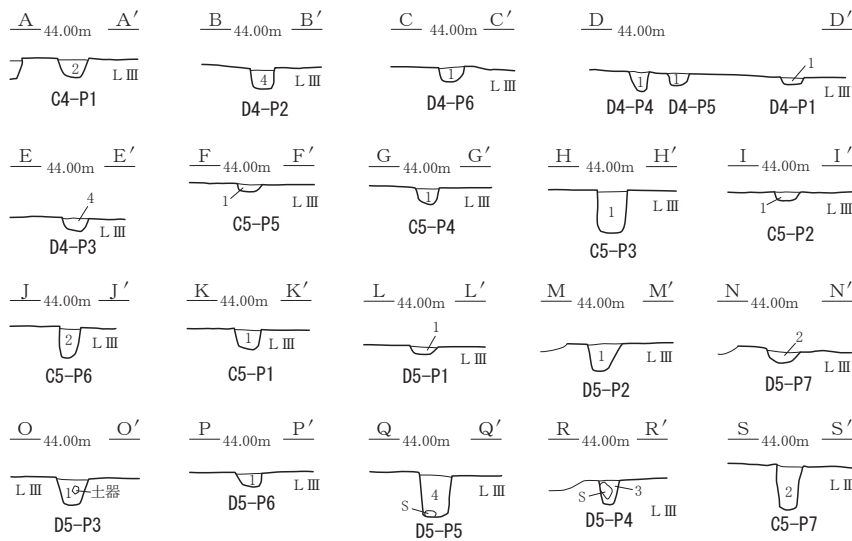 A 44.00m A′
2
L Ⅲ
C4-P1
B 44.00m B′
4
L Ⅲ
D4-P2
C 44.00m C′
1
L Ⅲ
D4-P6
D 44.00m D′
1 1 1
L Ⅲ
D4-P4 D4-P5 D4-P1
E 44.00m E′
4
L Ⅲ
D4-P3
F 44.00m F′
1
L Ⅲ
C5-P5
G 44.00m G′
1
L Ⅲ
C5-P4
H 44.00m H′
1
L Ⅲ
C5-P3
I 44.00m I′
1
L Ⅲ
C5-P2
J 44.00m J′
2
L Ⅲ
C5-P6
K 44.00m K′
1
L Ⅲ
C5-P1
L 44.00m L′
1
L Ⅲ
D5-P1
M 44.00m M′
1
L Ⅲ
D5-P2
N 44.00m N′
2
L Ⅲ
D5-P7
O 44.00m O′
L Ⅲ 1 土器
D5-P3
P 44.00m P′
1
L Ⅲ
D5-P6
Q 44.00m Q′
4
L Ⅲ
S
D5-P5
R 44.00m R′
S 3
L Ⅲ
D5-P4
S 44.00m S′
2
L Ⅲ
C5-P7